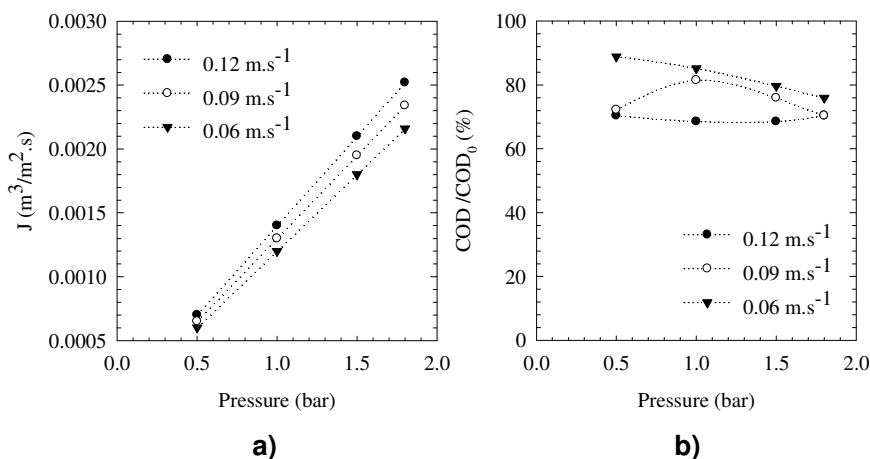 0.0030
0.0025
0.0020
0.0015
0.0010
0.0005
J (m³/m².s)
0.12 m.s⁻¹
0.09 m.s⁻¹
0.06 m.s⁻¹
0.0 0.5 1.0 1.5 2.0
Pressure (bar)
a)
100
80
60
40
20
0
COD /COD₀ (%)
0.12 m.s⁻¹
0.09 m.s⁻¹
0.06 m.s⁻¹
0.0 0.5 1.0 1.5 2.0
Pressure (bar)
b)